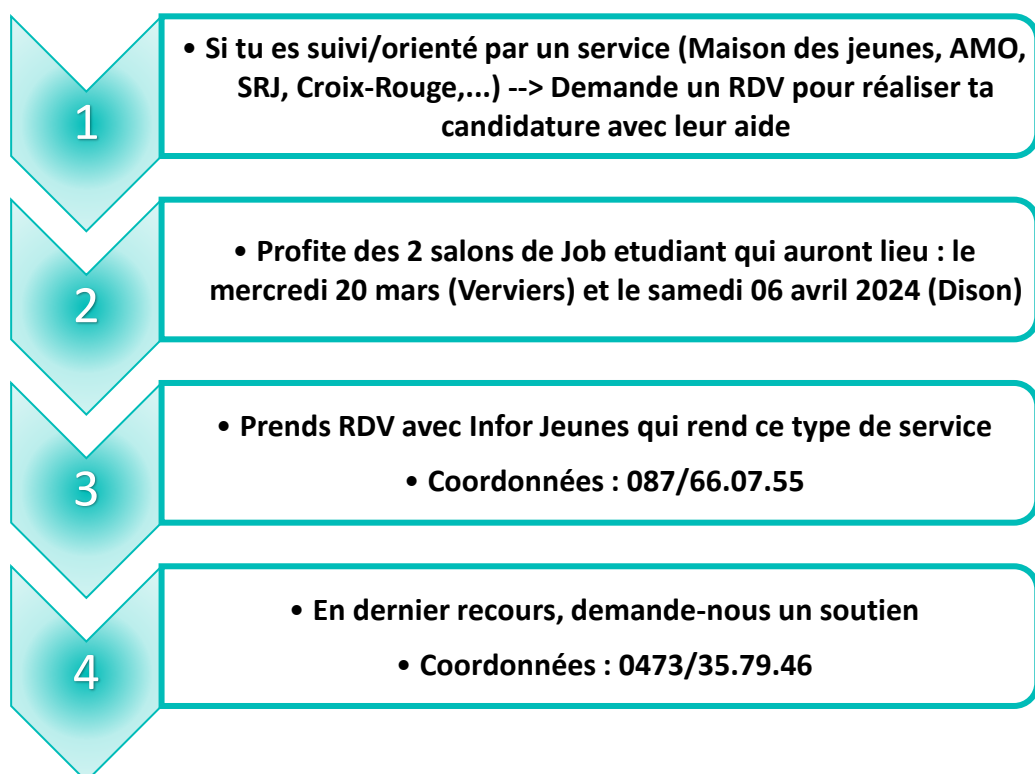 1
• Si tu es suivi/orienté par un service (Maison des jeunes, AMO,
SRJ, Croix-Rouge,...) --> Demande un RDV pour réaliser ta
candidature avec leur aide
2
• Profite des 2 salons de Job etudiant qui auront lieu : le
mercredi 20 mars (Verviers) et le samedi 06 avril 2024 (Dison)
3
• Prends RDV avec Infor Jeunes qui rend ce type de service
• Coordonnées : 087/66.07.55
4
• En dernier recours, demande-nous un soutien
• Coordonnées : 0473/35.79.46